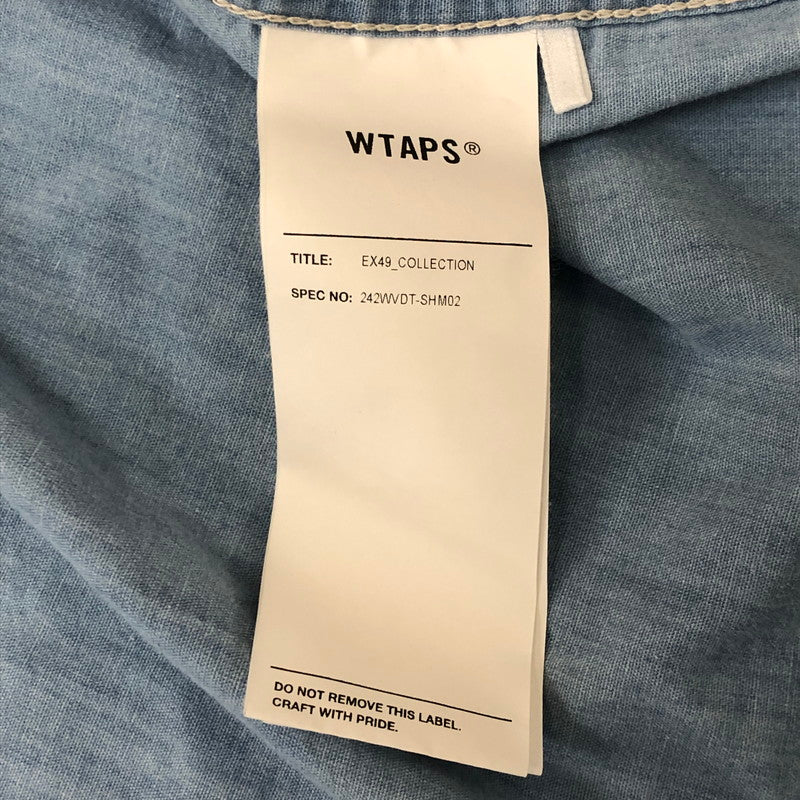 WTAPS®
TITLE: EX49_COLLECTION
SPEC NO: 242WVDT-SHM02
DO NOT REMOVE THIS LABEL.
CRAFT WITH PRIDE.